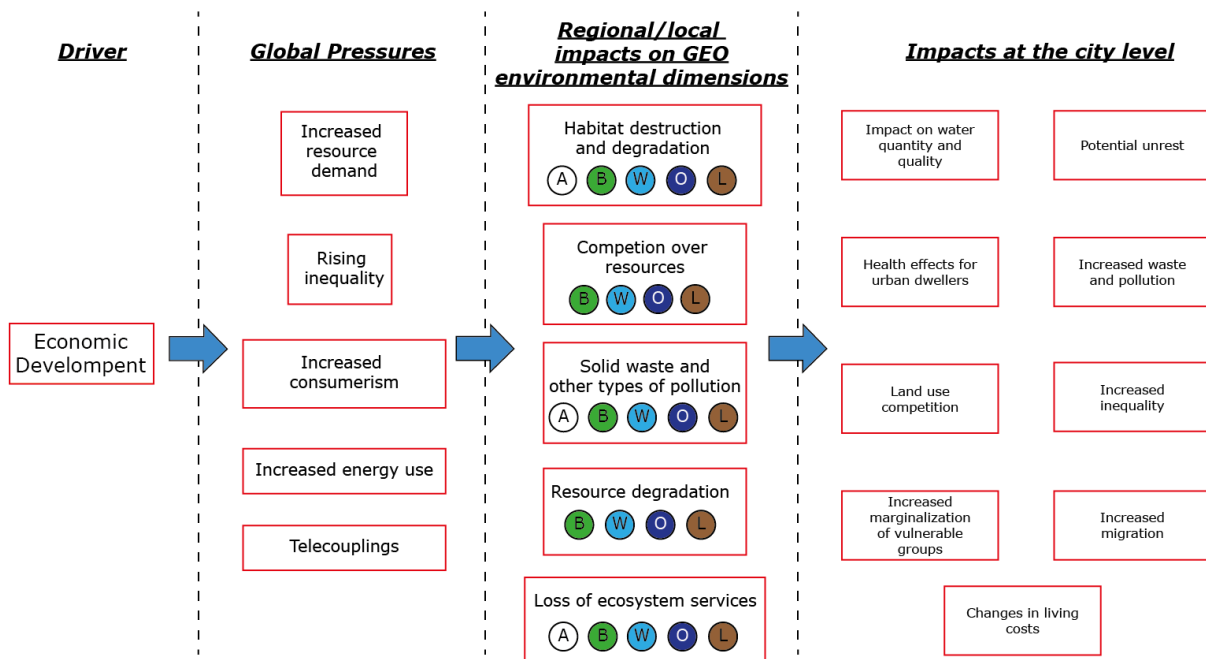 Driver
Global Pressures
Regional/local
impacts on GEO
environmental dimensions
Impacts at the city level
Economic
Develompent
Increased
resource
demand
Rising
inequality
Increased
consumerism
Increased energy use
Telecouplings
Habitat destruction
and degradation
A B W O L
Competion over
resources
B W O L
Solid waste and
other types of pollution
A B W O L
Resource degradation
B W O L
Loss of ecosystem services
A B W O L
Impact on water
quantity and
quality
Potential unrest
Health effects for
urban dwellers
Increased waste
and pollution
Land use
competition
Increased
inequality
Increased
marginalization
of vulnerable
groups
Increased
migration
Changes in living
costs